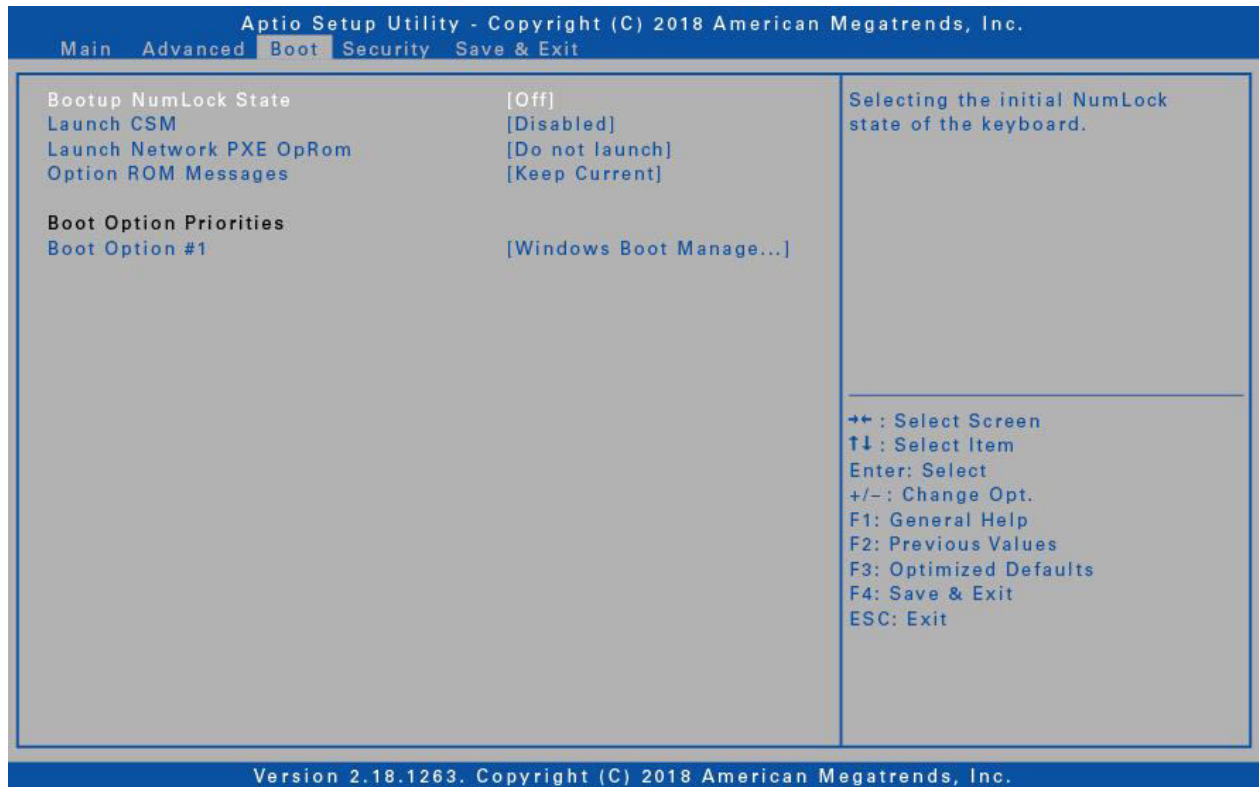 Aptio Setup Utility - Copyright (C) 2018 American Megatrends, Inc.
Main Advanced Boot Security Save & Exit
Bootup NumLock State [Off]
Launch CSM [Disabled]
Launch Network PXE OpRom [Do not launch]
Option ROM Messages [Keep Current]
Boot Option Priorities
Boot Option #1 [Windows Boot Manage...]
Selecting the initial NumLock
state of the keyboard.
→←: Select Screen
↑↓: Select Item
Enter: Select
+/-: Change Opt.
F1: General Help
F2: Previous Values
F3: Optimized Defaults
F4: Save & Exit
ESC: Exit
Version 2.18.1263. Copyright (C) 2018 American Megatrends, Inc.